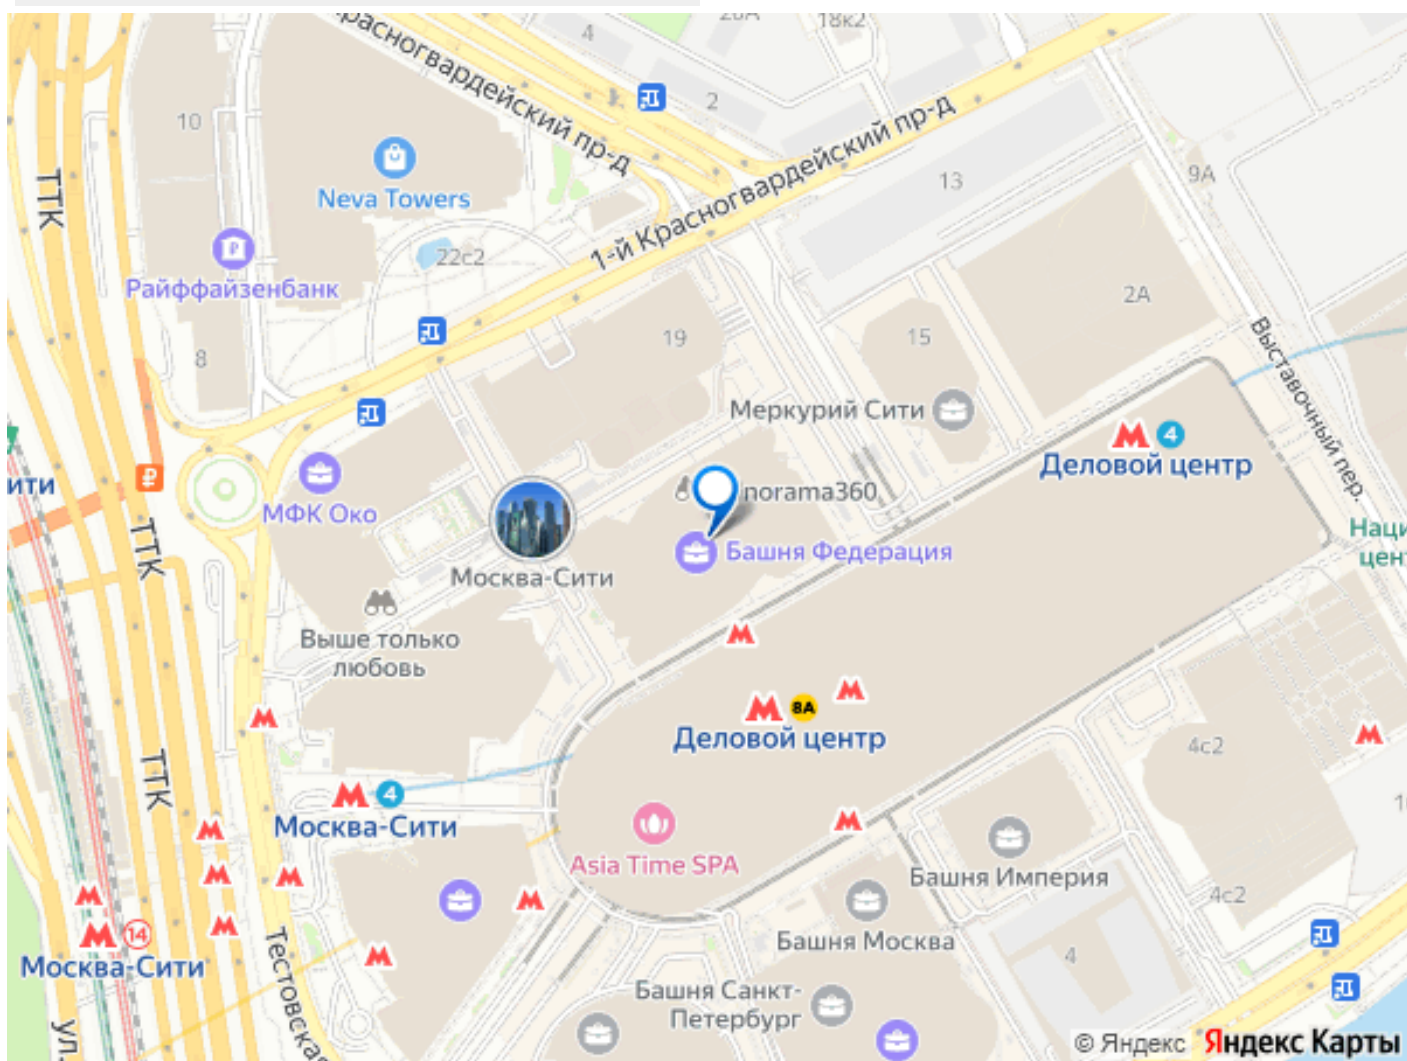 18к2
4
Красногвардейский пр-д
2
10
ТТК
Neva Towers
1-й Красногвардейский пр-д
13
9А
22с2
Райффайзенбанк
2А
8
19
15
Выставочный пер.
Меркурий Сити
4
Деловой центр
МФК Око
norama360
Башня Федерация
ТТК
Москва-Сити
Выше только
любовь
8А
Деловой центр
4с2
ТТК
4
Москва-Сити
Asia Time SPA
Башня Империя
4с2
14
Москва-Сити
Тестовская
Башня Москва
4
Башня Санкт-
Петербург
ул.
© Яндекс Яндекс Карты